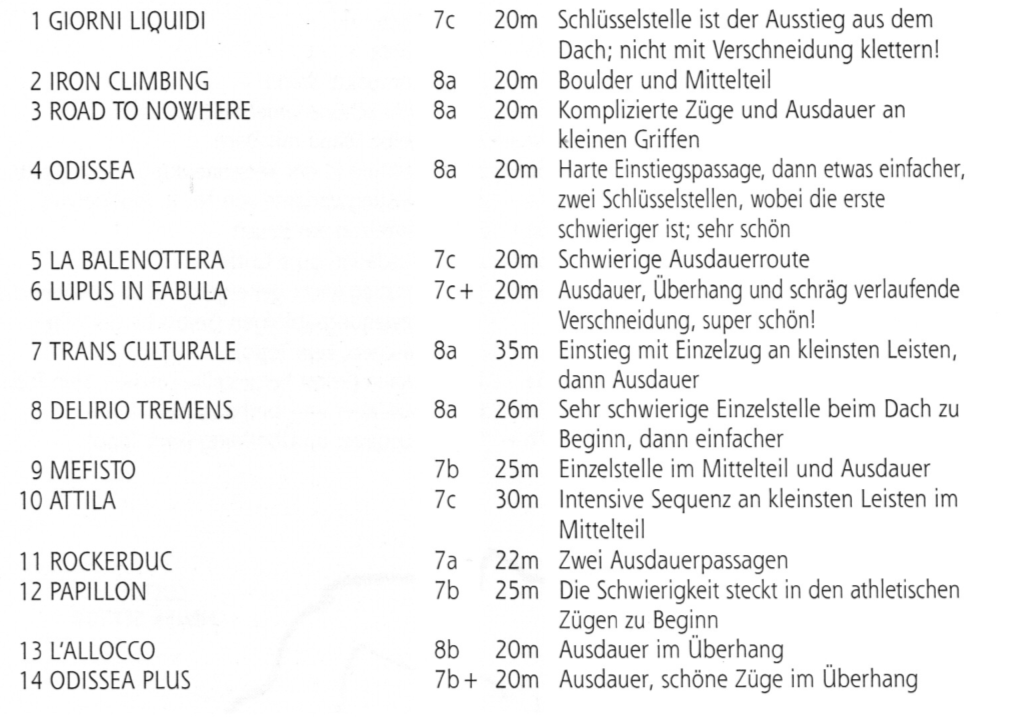 1 GIORNI LIQUIDI 7c 20m Schlüsselstelle ist der Ausstieg aus dem
Dach; nicht mit Verschneidung klettern!
2 IRON CLIMBING 8a 20m Boulder und Mittelteil
3 ROAD TO NOWHERE 8a 20m Komplizierte Züge und Ausdauer an
kleinen Griffen
4 ODISSEA 8a 20m Harte Einstiegspassage, dann etwas einfacher,
zwei Schlüsselstellen, wobei die erste
schwieriger ist; sehr schön
5 LA BALENOTTERA 7c 20m Schwierige Ausdauerroute
6 LUPUS IN FABULA 7c+ 20m Ausdauer, Überhang und schräg verlaufende
Verschneidung, super schön!
7 TRANS CULTURALE 8a 35m Einstieg mit Einzelzug an kleinsten Leisten,
dann Ausdauer
8 DELIRIO TREMENS 8a 26m Sehr schwierige Einzelstelle beim Dach zu
Beginn, dann einfacher
9 MEFISTO 7b 25m Einzelstelle im Mittelteil und Ausdauer
10 ATTILA 7c 30m Intensive Sequenz an kleinsten Leisten im
Mittelteil
11 ROCKERDUC 7a 22m Zwei Ausdauerpassagen
12 PAPILLON 7b 25m Die Schwierigkeit steckt in den athletischen
Zügen zu Beginn
13 L'ALLOCCO 8b 20m Ausdauer im Überhang
14 ODISSEA PLUS 7b+ 20m Ausdauer, schöne Züge im Überhang